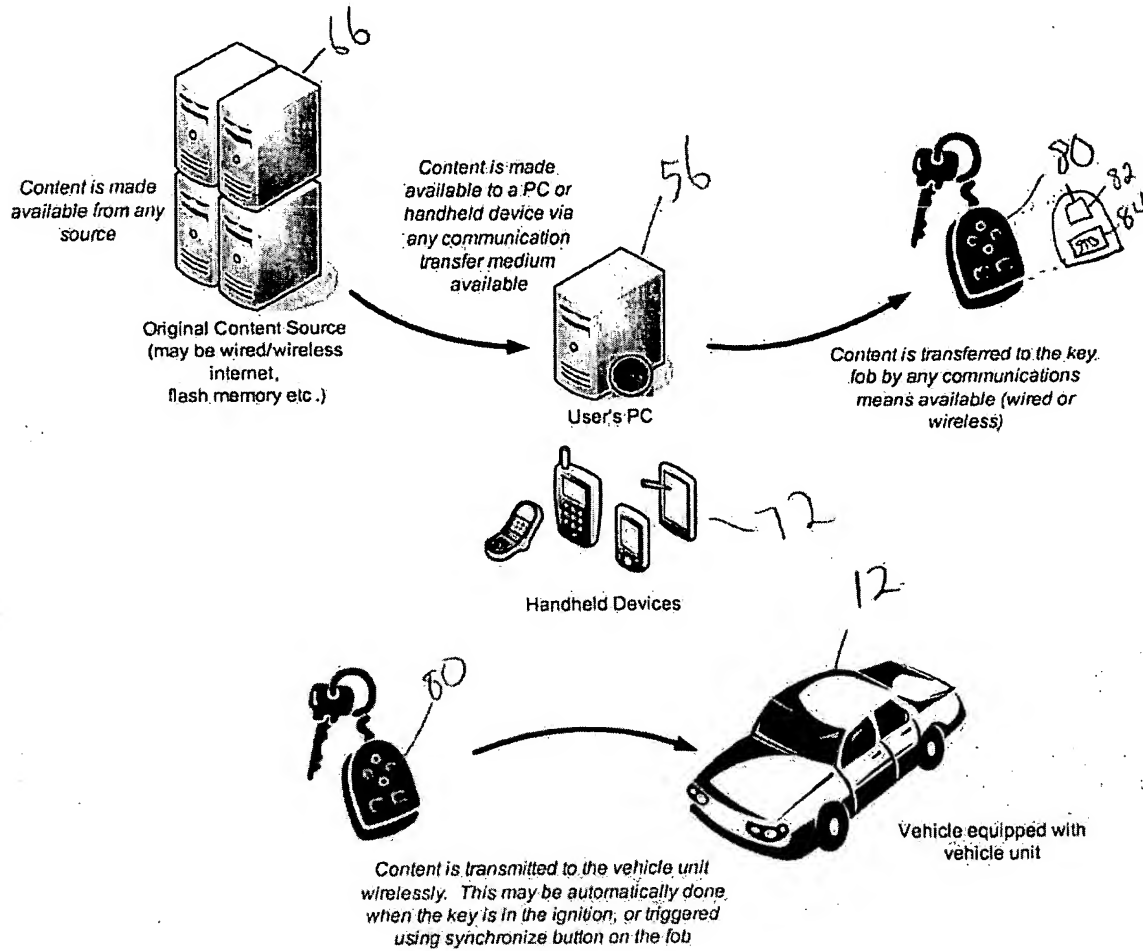 66
Content is made
available from any
source
Original Content Source
(may be wired/wireless
internet,
flash memory etc.)
Content is made
available to a PC or
handheld device via
any communication
transfer medium
available
56
User's PC
80
82
84
STO
Content is transferred to the key
fob by any communications
means available (wired or
wireless)
72
Handheld Devices
80
12
Vehicle equipped with
vehicle unit
Content is transmitted to the vehicle unit
wirelessly. This may be automatically done
when the key is in the ignition, or triggered
using synchronize button on the fob